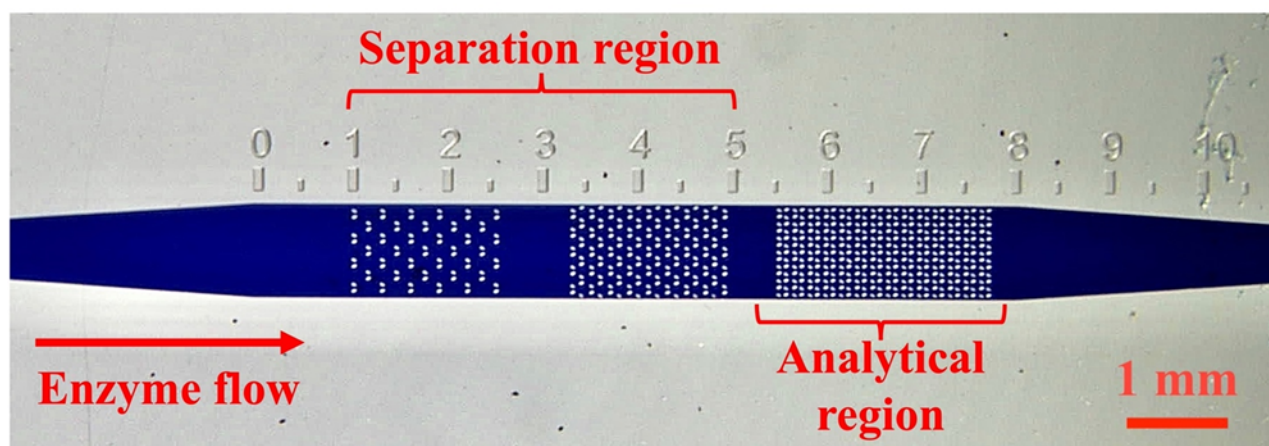 Separation region
0 1 2 3 4 5 6 7 8 9 10
Enzyme flow
Analytical
region
1 mm